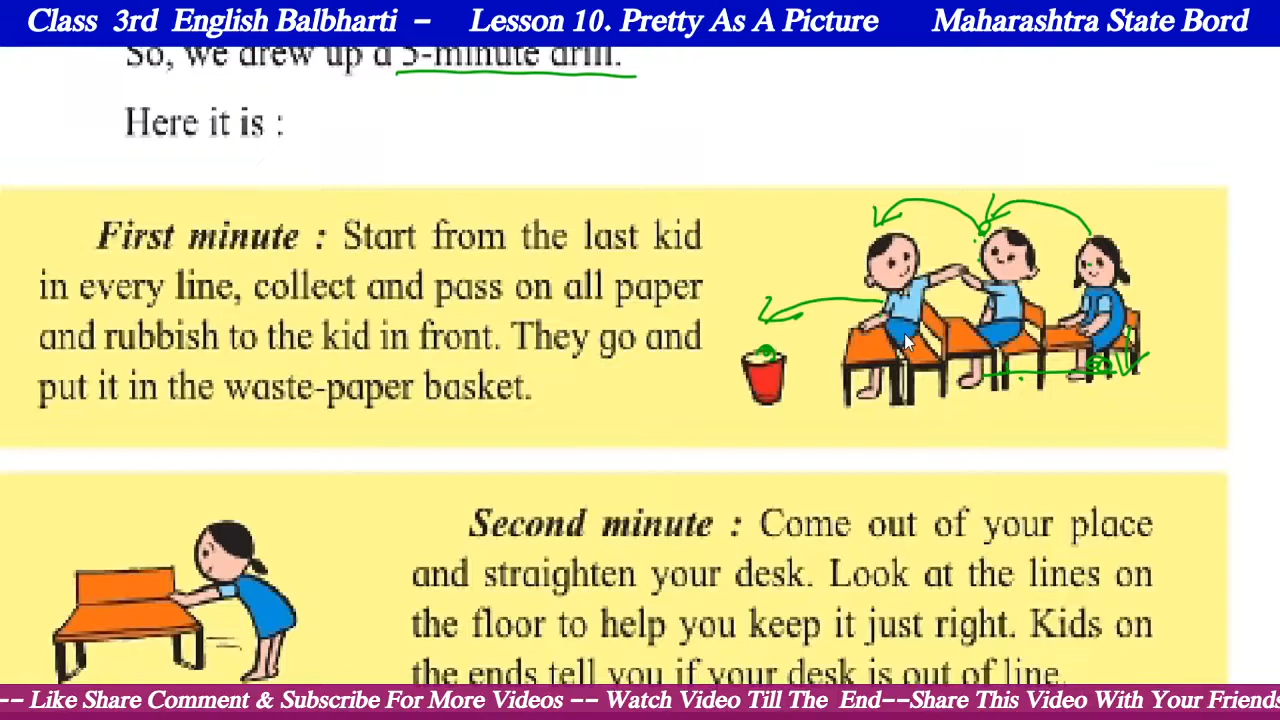 Class 3rd English Balbharti - Lesson 10. Pretty As A Picture Maharashtra State Bord
So, we drew up a 5-minute drill.
Here it is :
First minute : Start from the last kid
in every line, collect and pass on all paper
and rubbish to the kid in front. They go and
put it in the waste-paper basket.
Second minute : Come out of your place
and straighten your desk. Look at the lines on
the floor to help you keep it just right. Kids on
the ends tell you if your desk is out of line.
-- Like Share Comment & Subscribe For More Videos -- Watch Video Till The End--Share This Video With Your Friends